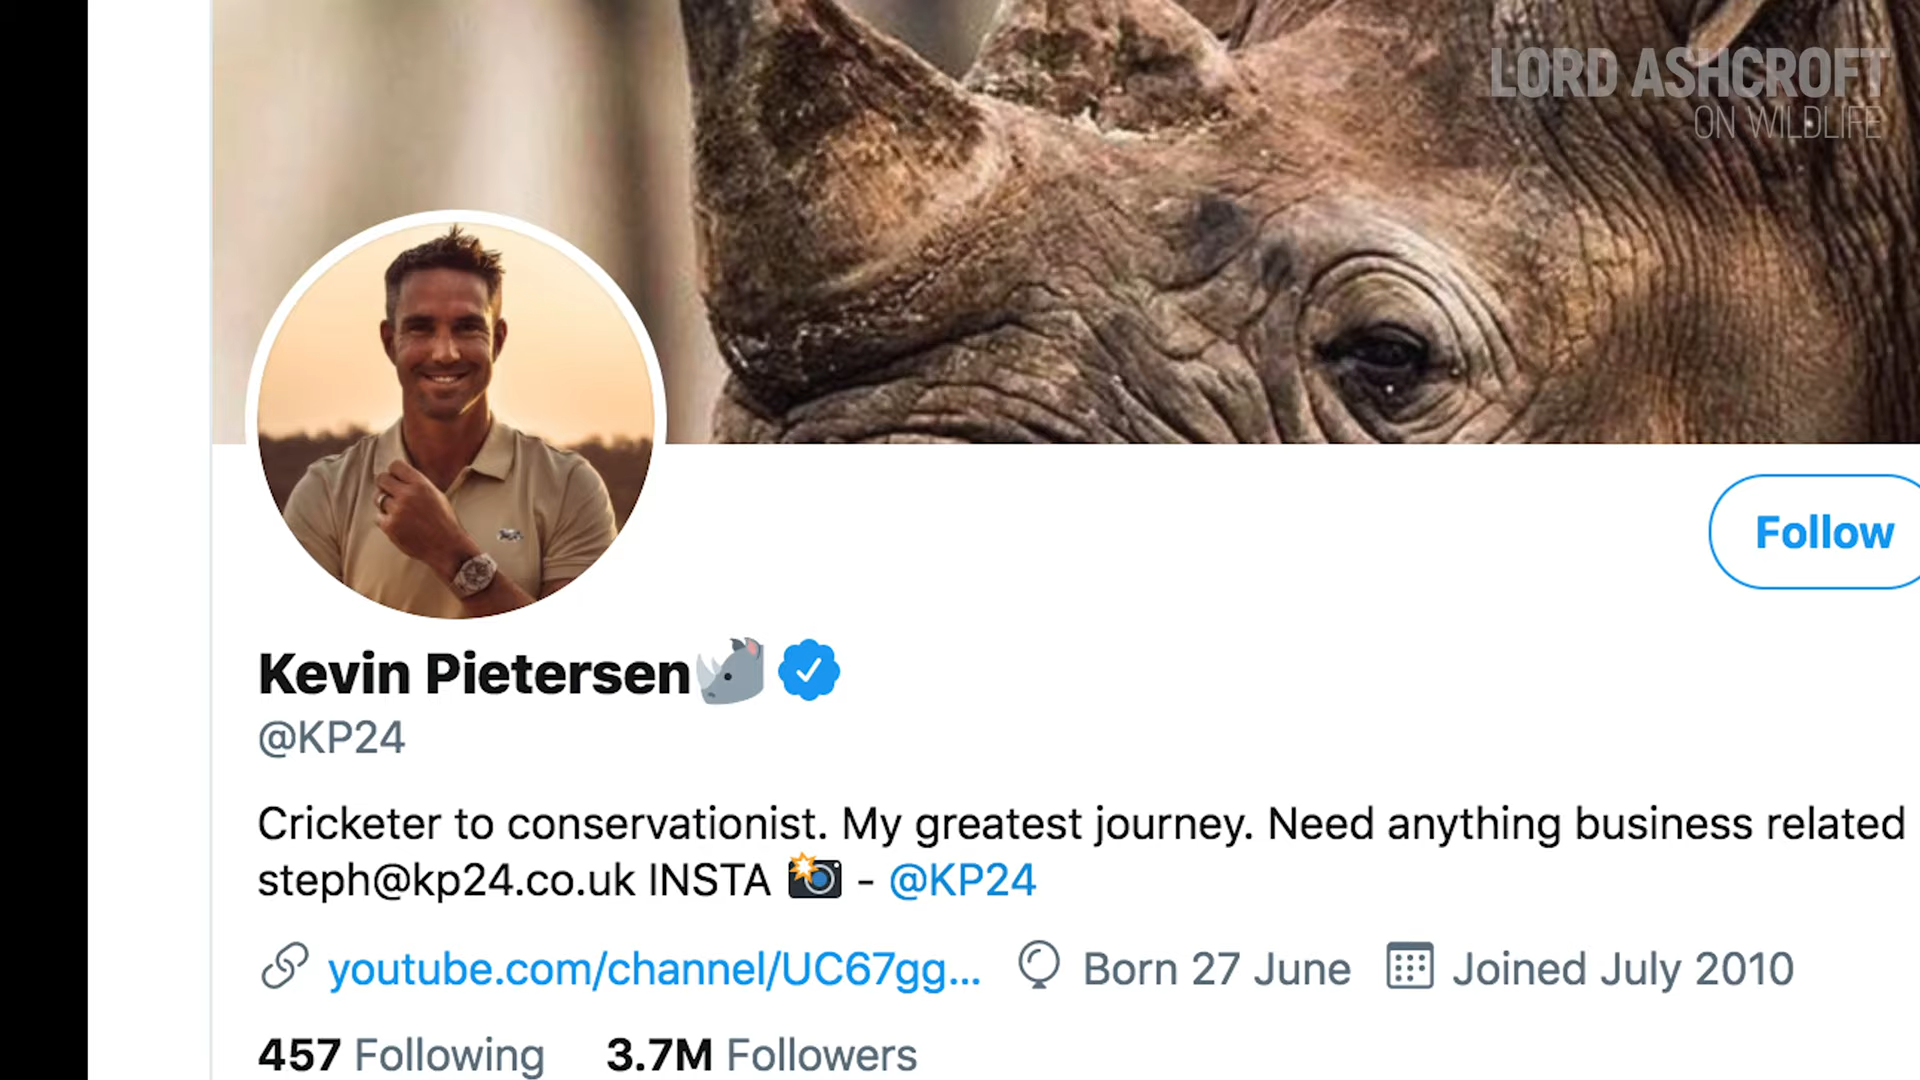 LORD ASHCROFT
ON WILDLIFE
Follow
Kevin Pietersen
@KP24
Cricketer to conservationist. My greatest journey. Need anything business related
steph@kp24.co.uk INSTA 📸 - @KP24
youtube.com/channel/UC67gg... Born 27 June Joined July 2010
457 Following 3.7M Followers